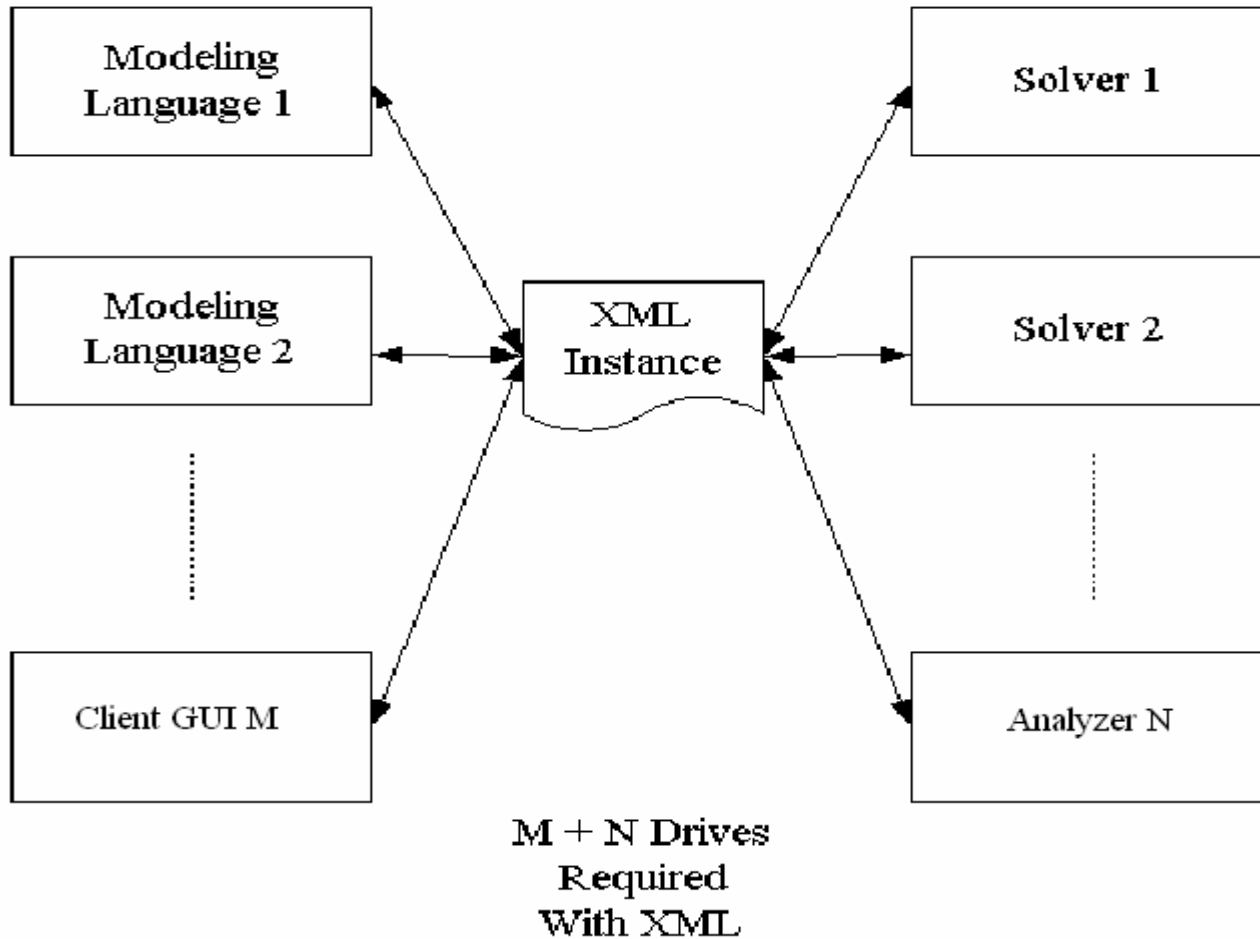 Modeling
Language 1
Solver 1
Modeling
Language 2
XML
Instance
Solver 2
Client GUI M
Analyzer N
M + N Drives
Required
With XML